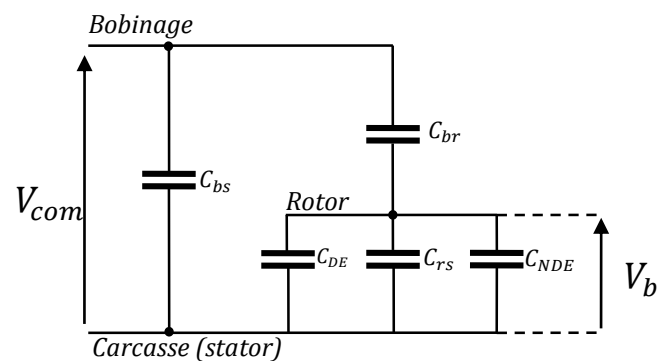 Bobinage
C_br
V_com
C_bs
Rotor
C_DE
C_rs
C_NDE
V_b
Carcasse (stator)